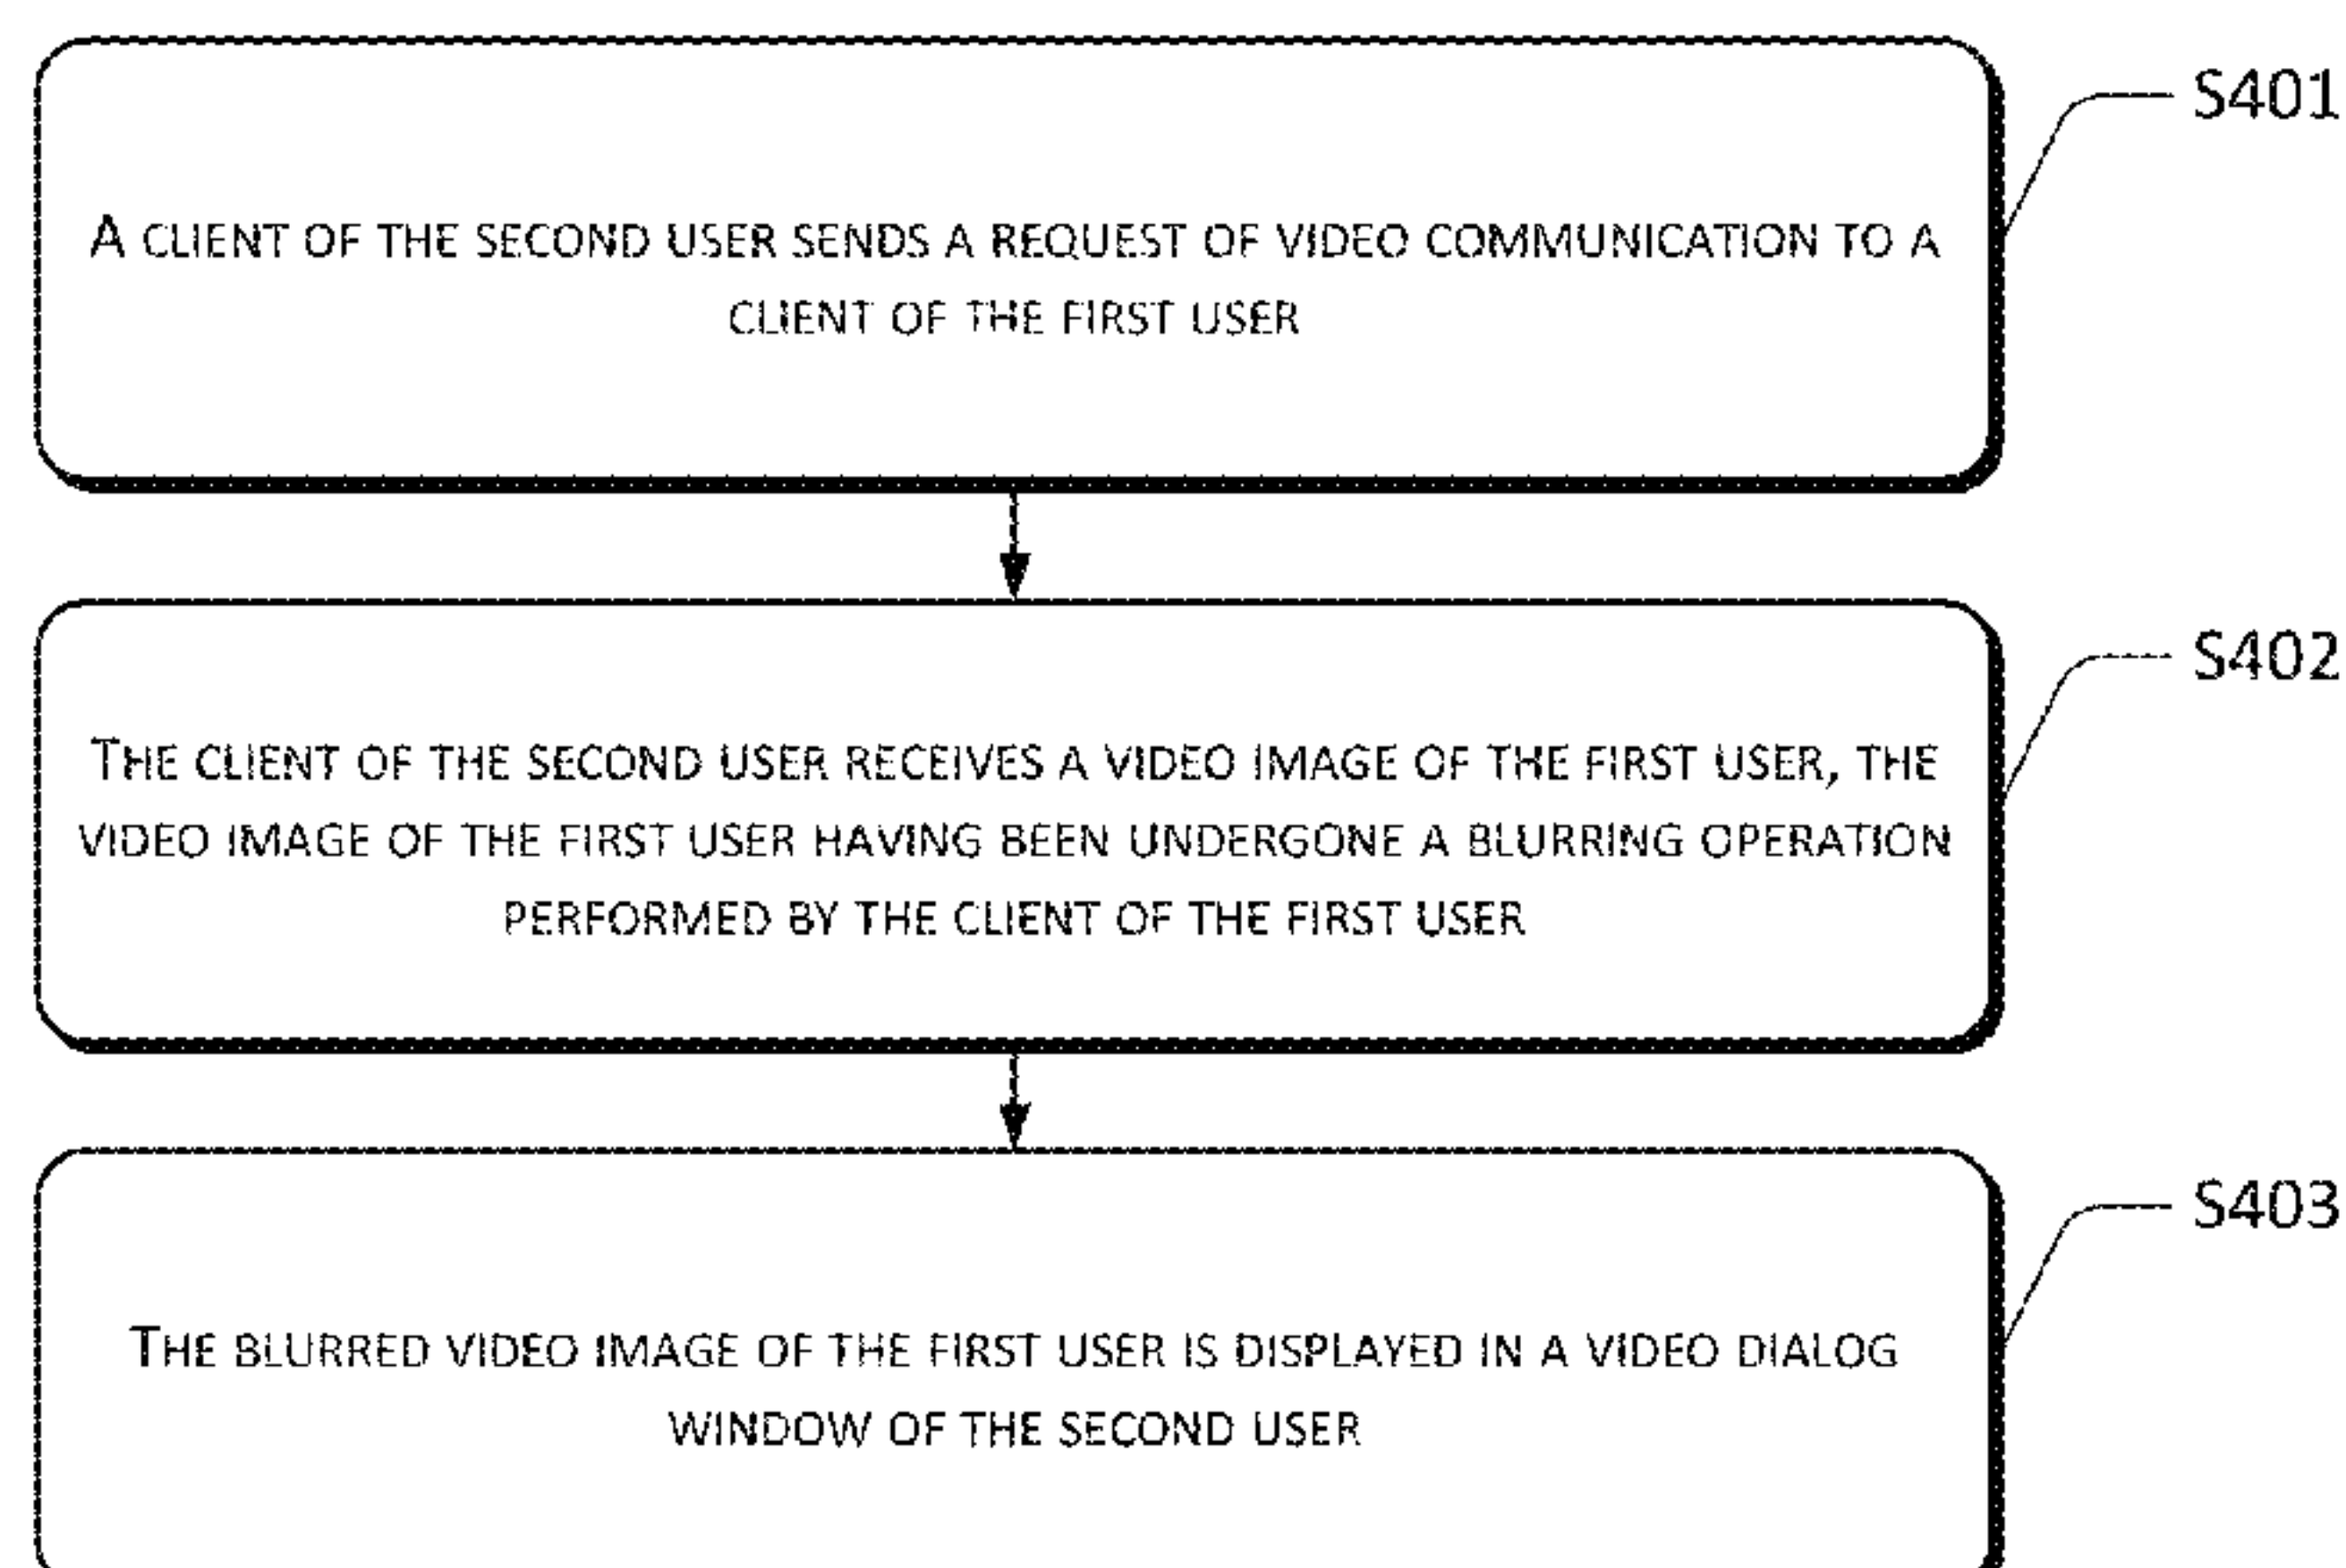 S401
A CLIENT OF THE SECOND USER SENDS A REQUEST OF VIDEO COMMUNICATION TO A
CLIENT OF THE FIRST USER
S402
THE CLIENT OF THE SECOND USER RECEIVES A VIDEO IMAGE OF THE FIRST USER, THE
VIDEO IMAGE OF THE FIRST USER HAVING BEEN UNDERGONE A BLURRING OPERATION
PERFORMED BY THE CLIENT OF THE FIRST USER
S403
THE BLURRED VIDEO IMAGE OF THE FIRST USER IS DISPLAYED IN A VIDEO DIALOG
WINDOW OF THE SECOND USER